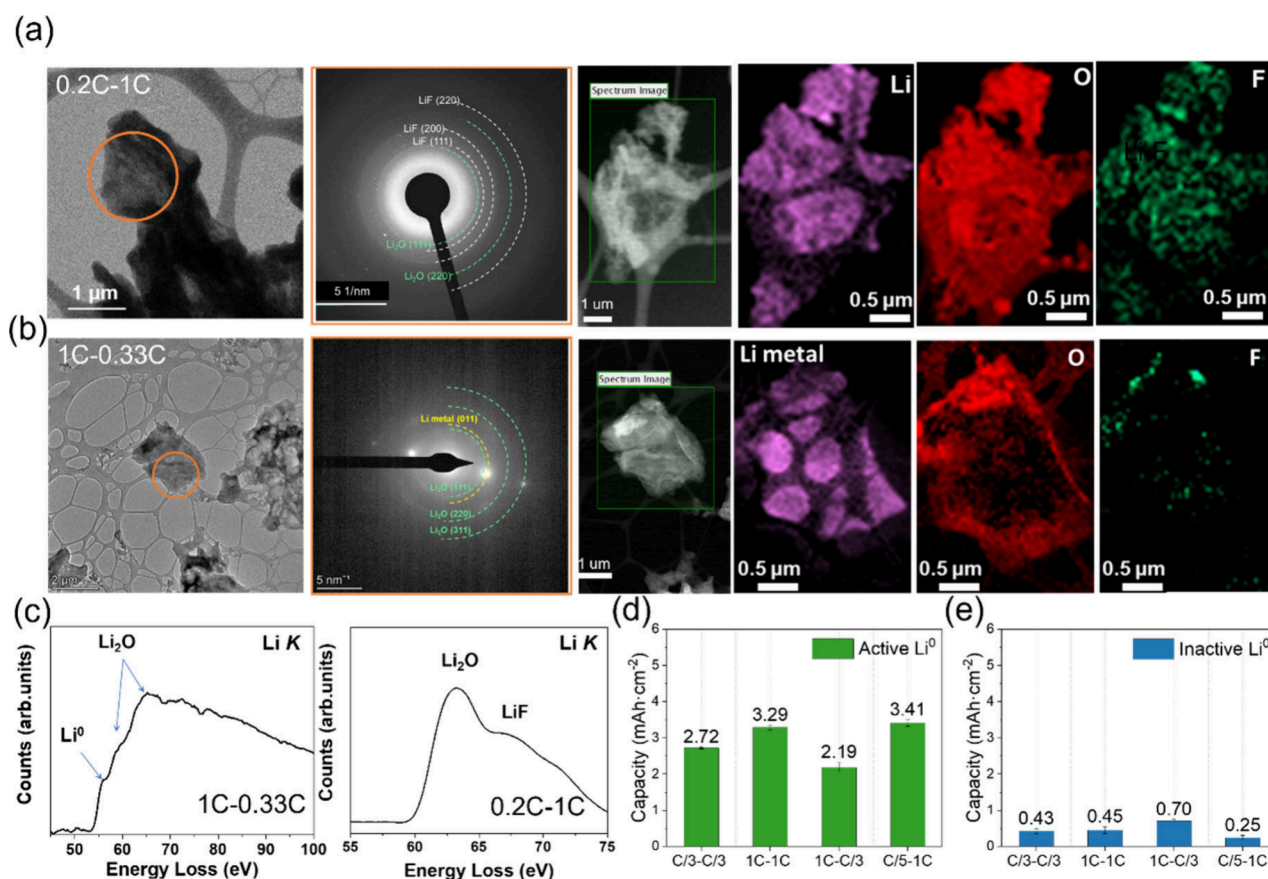 (a)
0.2C-1C
1 µm
LiF (220)
LiF (200)
LiF (111)
Li₂O (111)
Li₂O (220)
5 1/nm
Spectrum Image
1 um
Li
0.5 µm
O
0.5 µm
F
Li F
0.5 µm
(b)
1C-0.33C
2 µm
Li metal (011)
Li₂O (111)
Li₂O (220)
Li₂O (311)
5 nm⁻¹
Spectrum Image
1 um
Li metal
0.5 µm
O
0.5 µm
F
0.5 µm
(c)
Counts (arb.units)
Li₂O
Li K
Li⁰
1C-0.33C
50 60 70 80 90 100
Energy Loss (eV)
Counts (arb.units)
Li₂O
Li K
LiF
0.2C-1C
55 60 65 70 75
Energy Loss (eV)
(d)
Capacity (mAh·cm⁻²)
6
5
4
3
2
1
0
Active Li⁰
2.72
3.29
2.19
3.41
C/3-C/3 1C-1C 1C-C/3 C/5-1C
(e)
Capacity (mAh·cm⁻²)
6
5
4
3
2
1
0
Inactive Li⁰
0.43
0.45
0.70
0.25
C/3-C/3 1C-1C 1C-C/3 C/5-1C